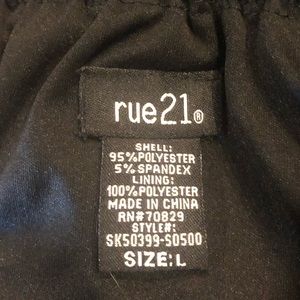 rue21®
SHELL:
95%POLYESTER
5%SPANDEX
LINING:
100%POLYESTER
MADE IN CHINA
RN#70829
STYLE#:
SK50399-S0500
SIZE:L